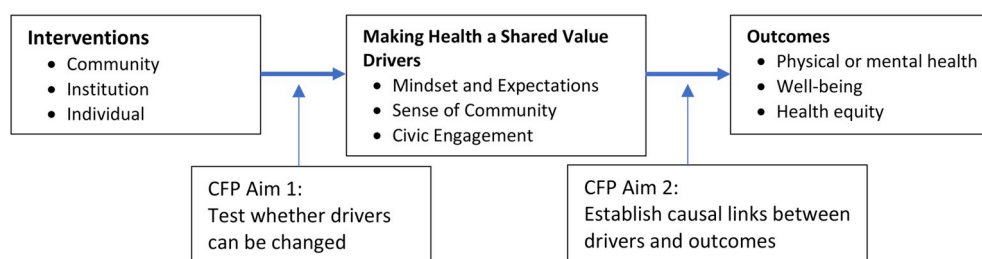 Interventions
• Community
• Institution
• Individual
Making Health a Shared Value
Drivers
• Mindset and Expectations
• Sense of Community
• Civic Engagement
Outcomes
• Physical or mental health
• Well-being
• Health equity
CFP Aim 1:
Test whether drivers
can be changed
CFP Aim 2:
Establish causal links between
drivers and outcomes